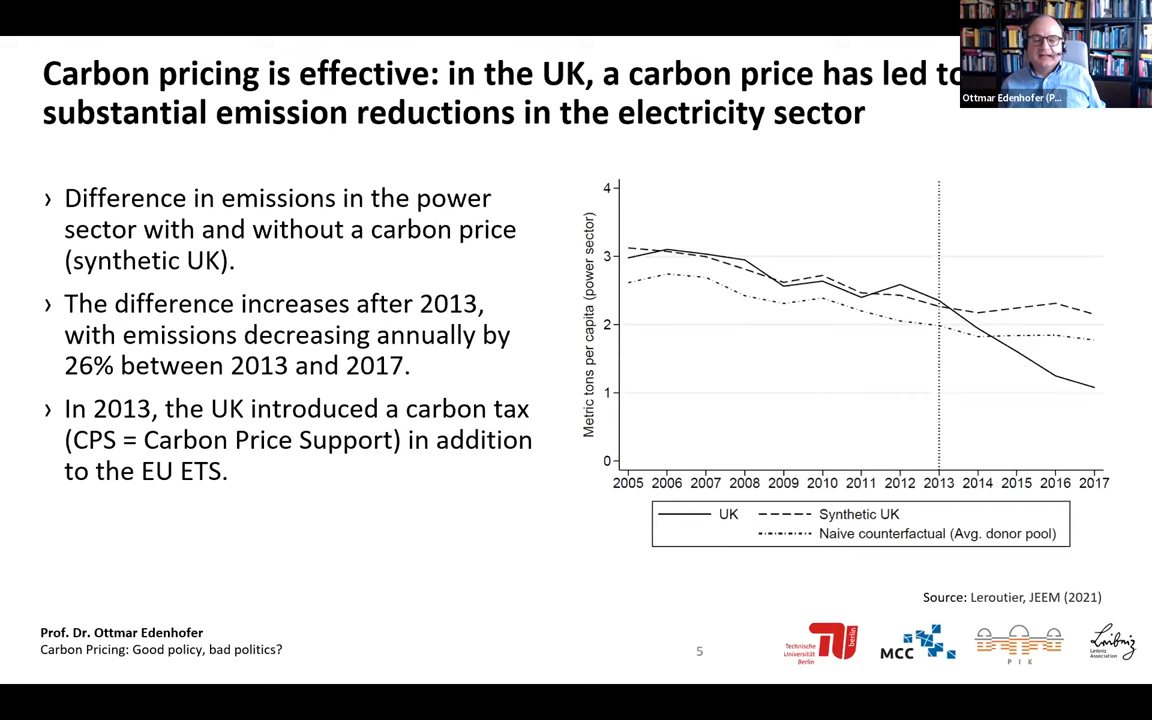 Carbon pricing is effective: in the UK, a carbon price has led to
substantial emission reductions in the electricity sector
Ottmar Edenhofer (P...
› Difference in emissions in the power
sector with and without a carbon price
(synthetic UK).
› The difference increases after 2013,
with emissions decreasing annually by
26% between 2013 and 2017.
› In 2013, the UK introduced a carbon tax
(CPS = Carbon Price Support) in addition
to the EU ETS.
Metric tons per capita (power sector)
4
3
2
1
0
2005 2006 2007 2008 2009 2010 2011 2012 2013 2014 2015 2016 2017
UK
Synthetic UK
Naive counterfactual (Avg. donor pool)
Source: Leroutier, JEEM (2021)
Prof. Dr. Ottmar Edenhofer
Carbon Pricing: Good policy, bad politics?
5
Technische
Universität
Berlin
berlin
MCC
PIK
Leibniz
Leibniz
Association